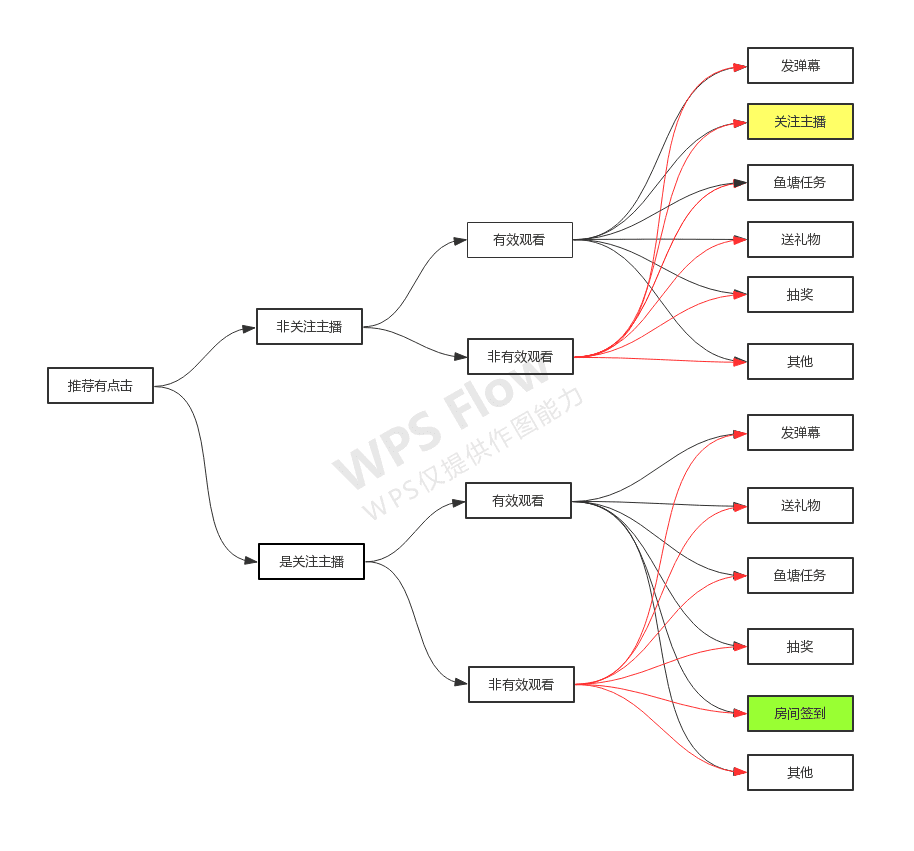 发弹幕
关注主播
鱼塘任务
有效观看
送礼物
抽奖
非关注主播
非有效观看
其他
推荐有点击
WPS Flow
WPS仅提供作图能力
发弹幕
有效观看
送礼物
是关注主播
鱼塘任务
抽奖
非有效观看
房间签到
其他